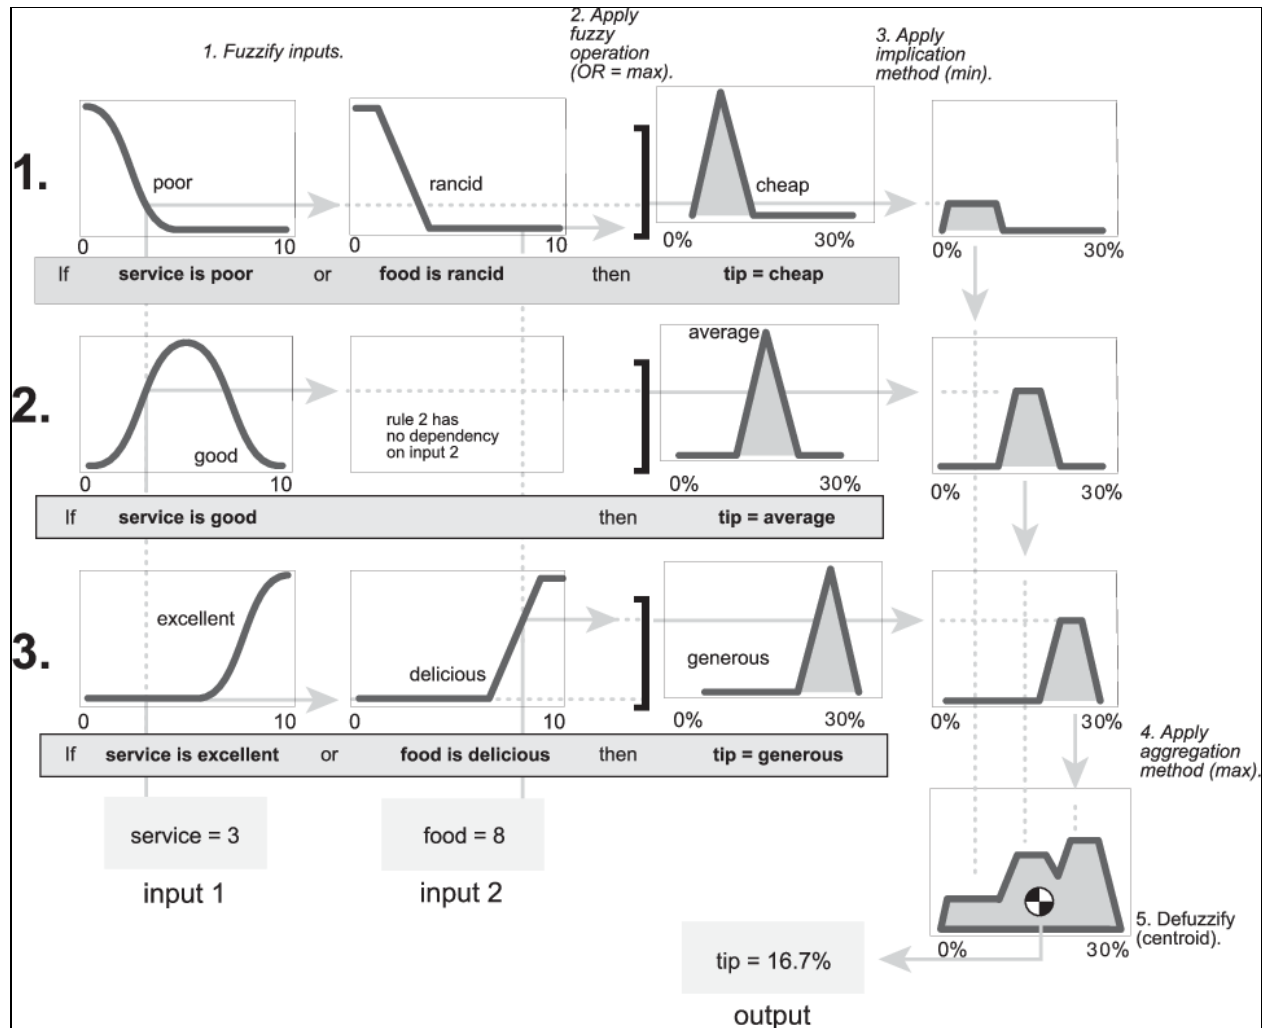 1. Fuzzify inputs.
2. Apply
fuzzy
operation
(OR = max).
3. Apply
implication
method (min).
1.
poor
0
10
rancid
0
10
cheap
0%
30%
0%
30%
If service is poor or food is rancid then tip = cheap
2.
good
0
10
rule 2 has
no dependency
on input 2
average
0%
30%
0%
30%
If service is good then tip = average
3.
excellent
0
10
delicious
0
10
generous
0%
30%
0%
30%
If service is excellent or food is delicious then tip = generous
4. Apply
aggregation
method (max).
service = 3
input 1
food = 8
input 2
0%
30%
5. Defuzzify
(centroid).
tip = 16.7%
output